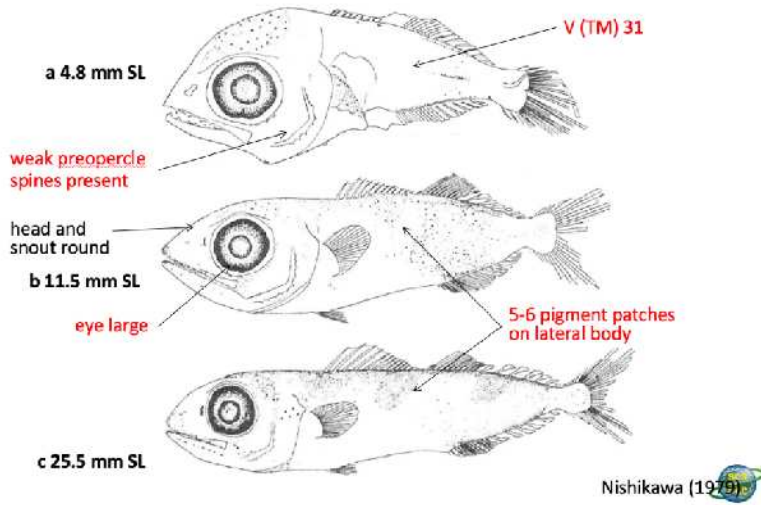 V (TM) 31
a 4.8 mm SL
weak preopercle
spines present
head and
snout round
b 11.5 mm SL
eye large
5-6 pigment patches
on lateral body
c 25.5 mm SL
Nishikawa (1979)